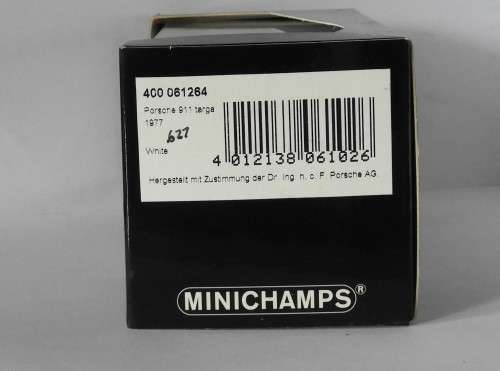 400 061264
Porsche 911 targa
1977
627
White
4 012138 061026
Hergestellt mit Zustimmung der Dr. Ing. h. c. F. Porsche AG.
MINICHAMPS®